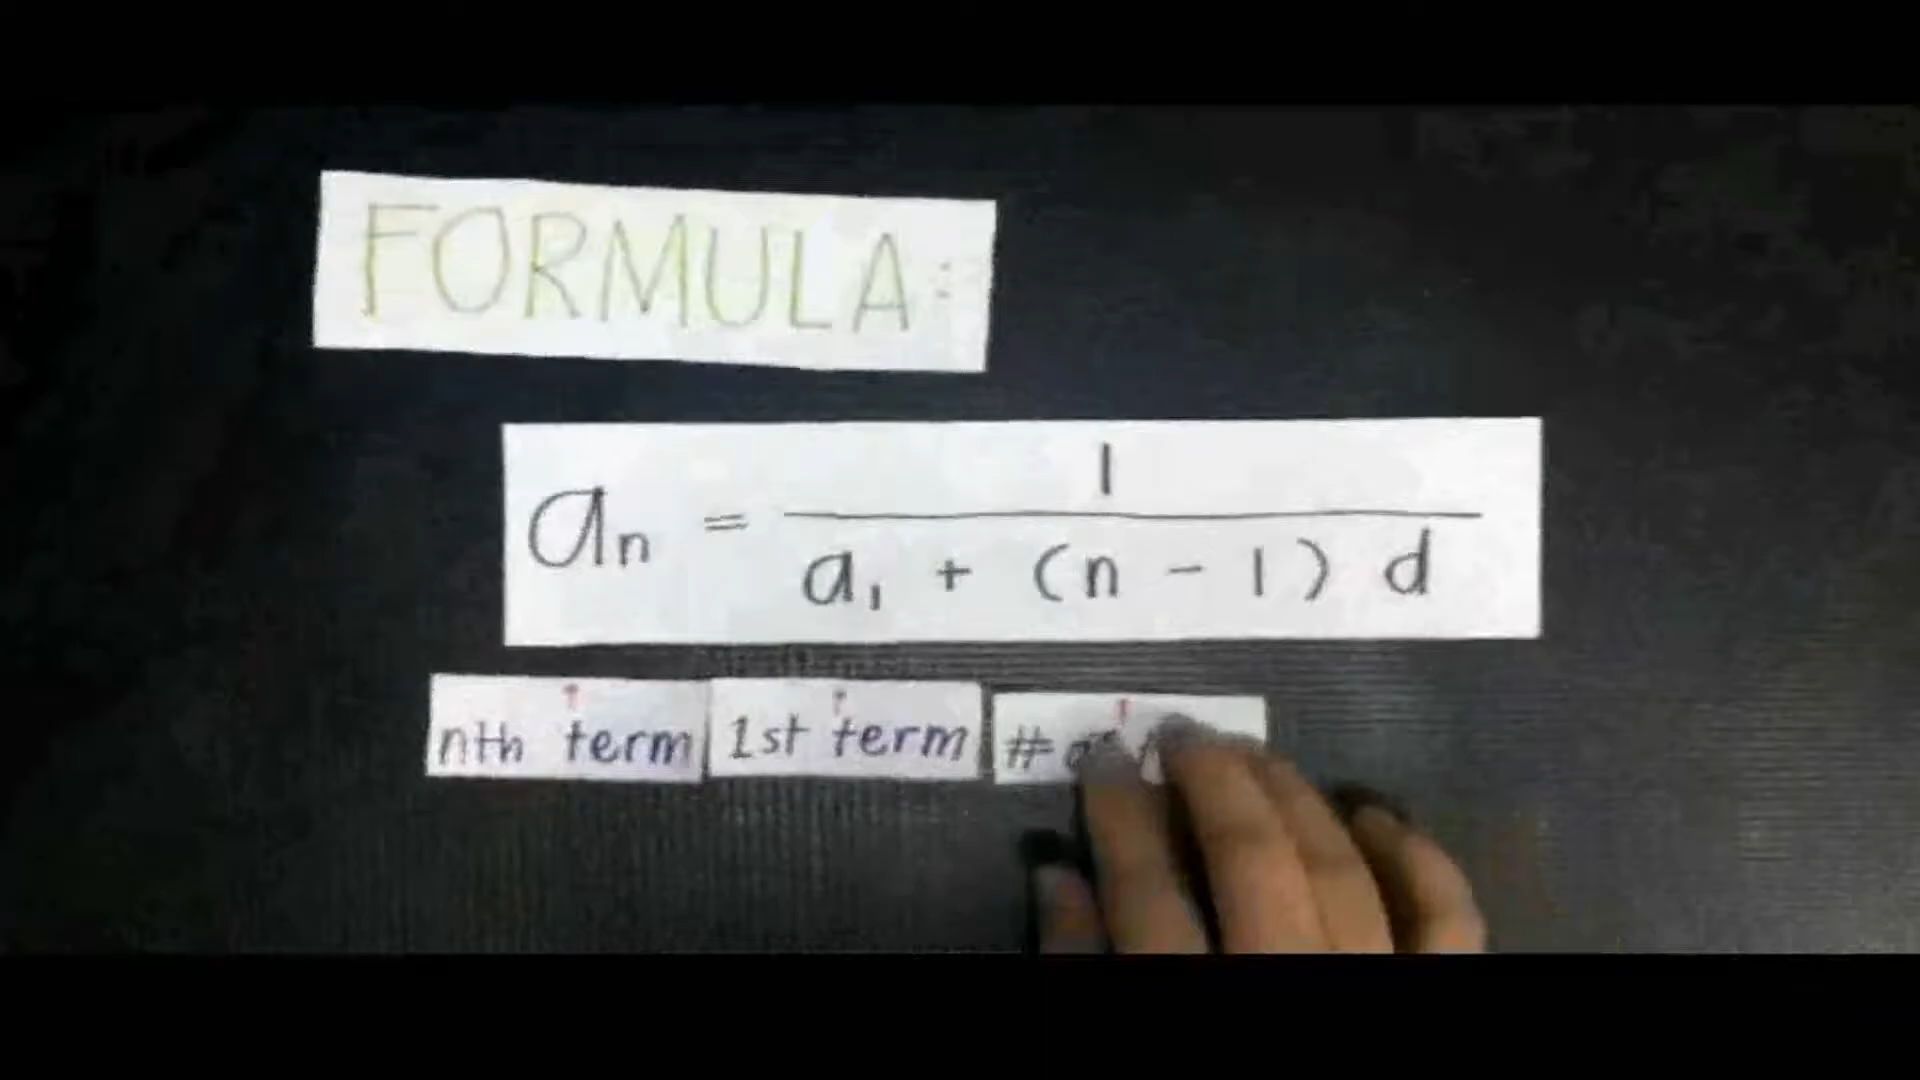 FORMULA:
aₙ = 1 / a₁ + (n - 1) d
nth term 1st term #